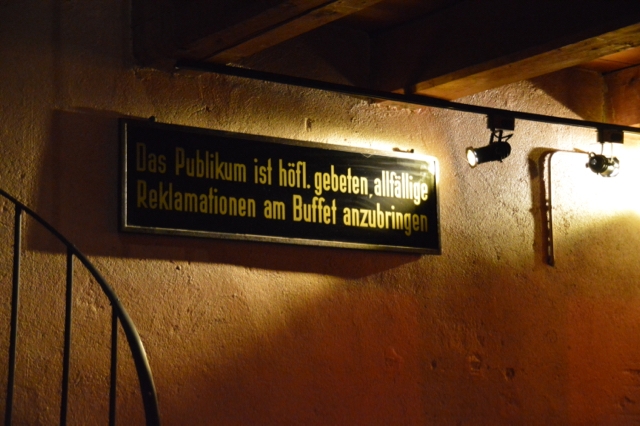 Das Publikum ist höfl. gebeten, allfällige
Reklamationen am Buffet anzubringen